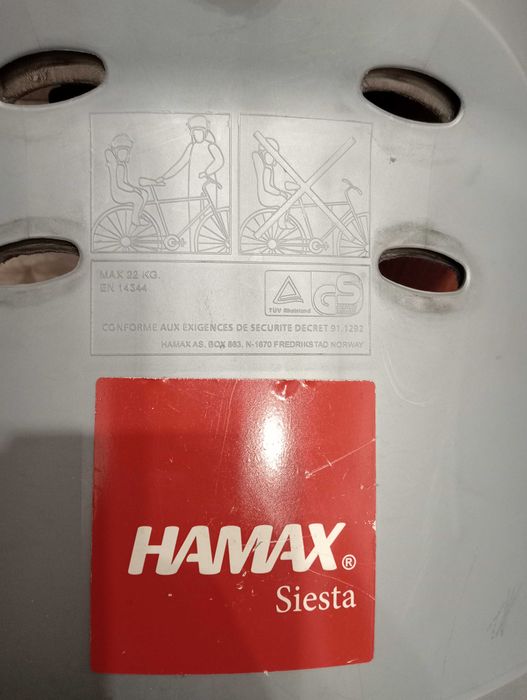 MAX 22 KG.
EN 14344
TÜV Rheinland
GS
CONFORME AUX EXIGENCES DE SECURITE DECRET 91.1292
HAMAX AS. BOX 883. N-1670 FREDRIKSTAD NORWAY
HAMAX®
Siesta